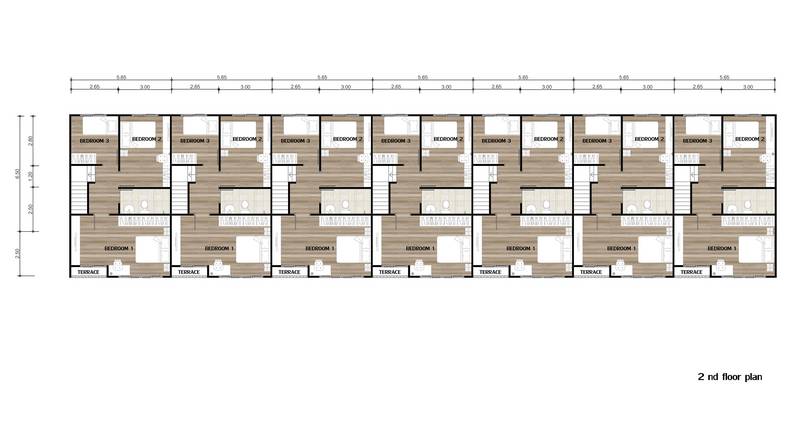 5.65 5.65 5.65 5.65 5.65 5.65 5.65
2.65 3.00 2.65 3.00 2.65 3.00 2.65 3.00 2.65 3.00 2.65 3.00 2.65 3.00
BEDROOM 2 BEDROOM 2 BEDROOM 2 BEDROOM 2 BEDROOM 2 BEDROOM 2 BEDROOM 2
BEDROOM 3 BEDROOM 3 BEDROOM 3 BEDROOM 3 BEDROOM 3 BEDROOM 3 BEDROOM 3
2.80
6.50 1.20
2.50
BEDROOM 1 BEDROOM 1 BEDROOM 1 BEDROOM 1 BEDROOM 1 BEDROOM 1 BEDROOM 1
2.50
TERRACE TERRACE TERRACE TERRACE TERRACE TERRACE TERRACE
2 nd floor plan